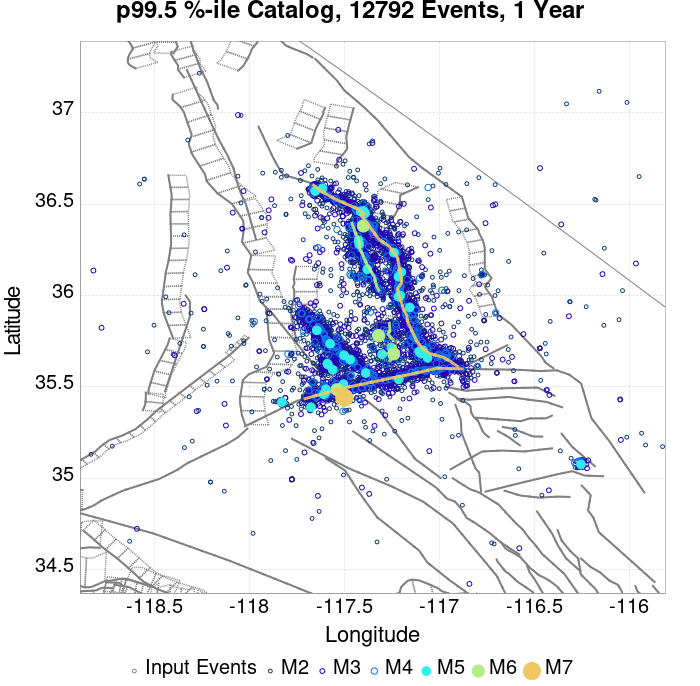 p99.5 %-ile Catalog, 12792 Events, 1 Year
37
36.5
36
35.5
35
34.5
Latitude
-118.5 -118 -117.5 -117 -116.5 -116
Longitude
Input Events M2 M3 M4 M5 M6 M7